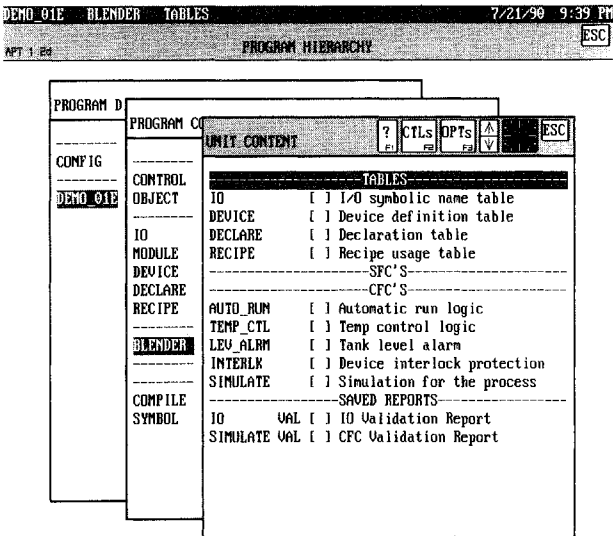 DEMO_01E BLENDER TABLES 7/21/90 9:39 PM
APT 1 2d PROGRAM HIERARCHY ESC
PROGRAM D
CONFIG
DEMO_01E
PROGRAM CO
CONTROL
OBJECT
IO
MODULE
DEVICE
DECLARE
RECIPE
BLENDER
COMPILE
SYMBOL
UNIT CONTENT ? F1 CTLs F2 OPTs F3 ESC
TABLES
IO [ ] I/O symbolic name table
DEVICE [ ] Device definition table
DECLARE [ ] Declaration table
RECIPE [ ] Recipe usage table
SFC'S
CFC'S
AUTO_RUN [ ] Automatic run logic
TEMP_CTL [ ] Temp control logic
LEV_ALRM [ ] Tank level alarm
INTERLK [ ] Device interlock protection
SIMULATE [ ] Simulation for the process
SAVED REPORTS
IO VAL [ ] IO Validation Report
SIMULATE VAL [ ] CFC Validation Report